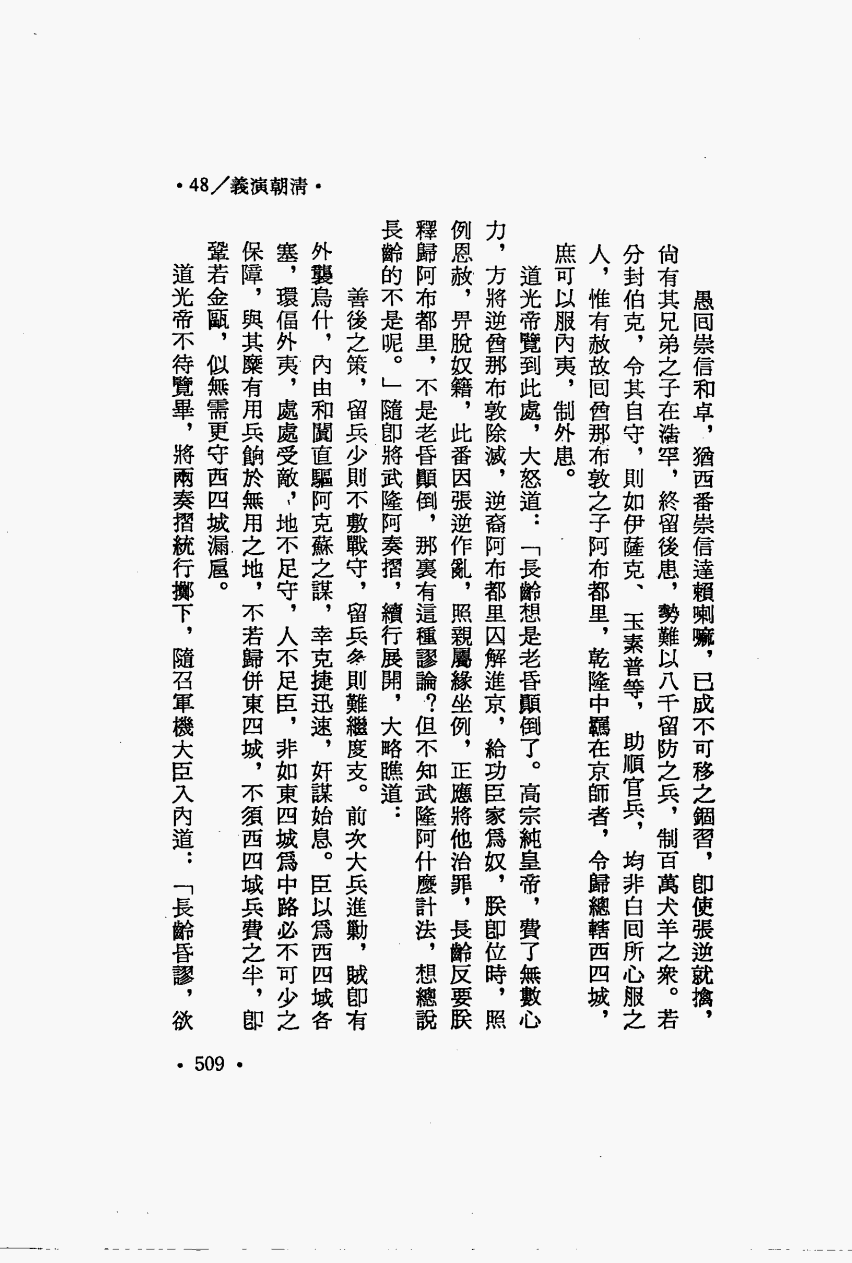 •48／義演朝清•
愚回崇信和卓，猶西番崇信達賴喇嘛，已成不可移之錮習，卽使張逆就擒，
尙有其兄弟之子在浩罕，終留後患，勢難以八千留防之兵，制百萬犬羊之衆。若
分封伯克，令其自守，則如伊薩克、玉素普等，助順官兵，均非白回所心服之
人，惟有赦故回酋那布敦之子阿布都里，乾隆中羈在京師者，令歸總轄西四城，
庶可以服內夷，制外患。
道光帝覽到此處，大怒道：「長齡想是老昏顚倒了。高宗純皇帝，費了無數心
力，方將逆酋那布敦除滅，逆裔阿布都里囚解進京，給功臣家爲奴，朕卽位時，照
例恩赦，畀脫奴籍，此番因張逆作亂，照親屬緣坐例，正應將他治罪，長齡反要朕
釋歸阿布都里，不是老昏顚倒，那裏有這種謬論？但不知武隆阿什麼計法，想總說
長齡的不是呢。」隨卽將武隆阿奏摺，續行展開，大略瞧道：
善後之策，留兵少則不敷戰守，留兵多則難繼度支。前次大兵進勦，賊卽有
外襲烏什，內由和闐直驅阿克蘇之謀，幸克捷迅速，奸謀始息。臣以爲西四城各
塞，環偪外夷，處處受敵，地不足守，人不足臣，非如東四城爲中路必不可少之
保障，與其糜有用兵餉於無用之地，不若歸併東四城，不須西四城兵費之半，卽
鞏若金甌，似無需更守西四城漏巵。
道光帝不待覽畢，將兩奏摺統行擲下，隨召軍機大臣入內道：「長齡昏謬，欲
•509•